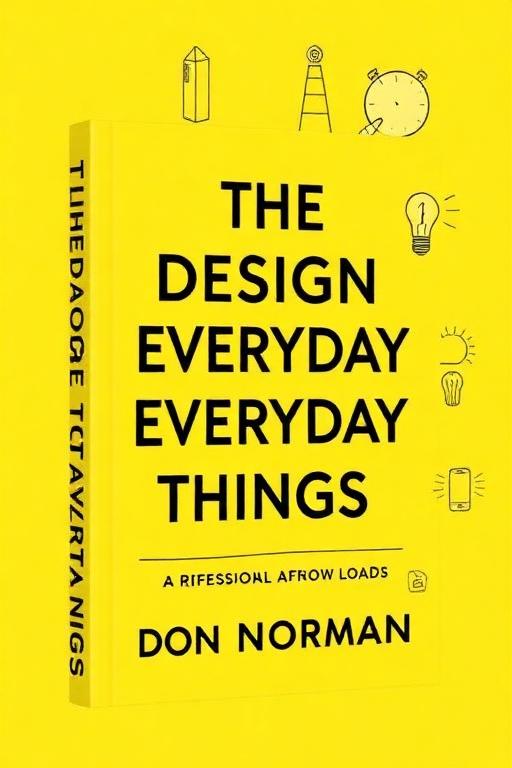 THE
DESIGN
EVERYDAY
EVERYDAY
THINGS
A RIFESSIONL AFROW LOADS
DON NORMAN